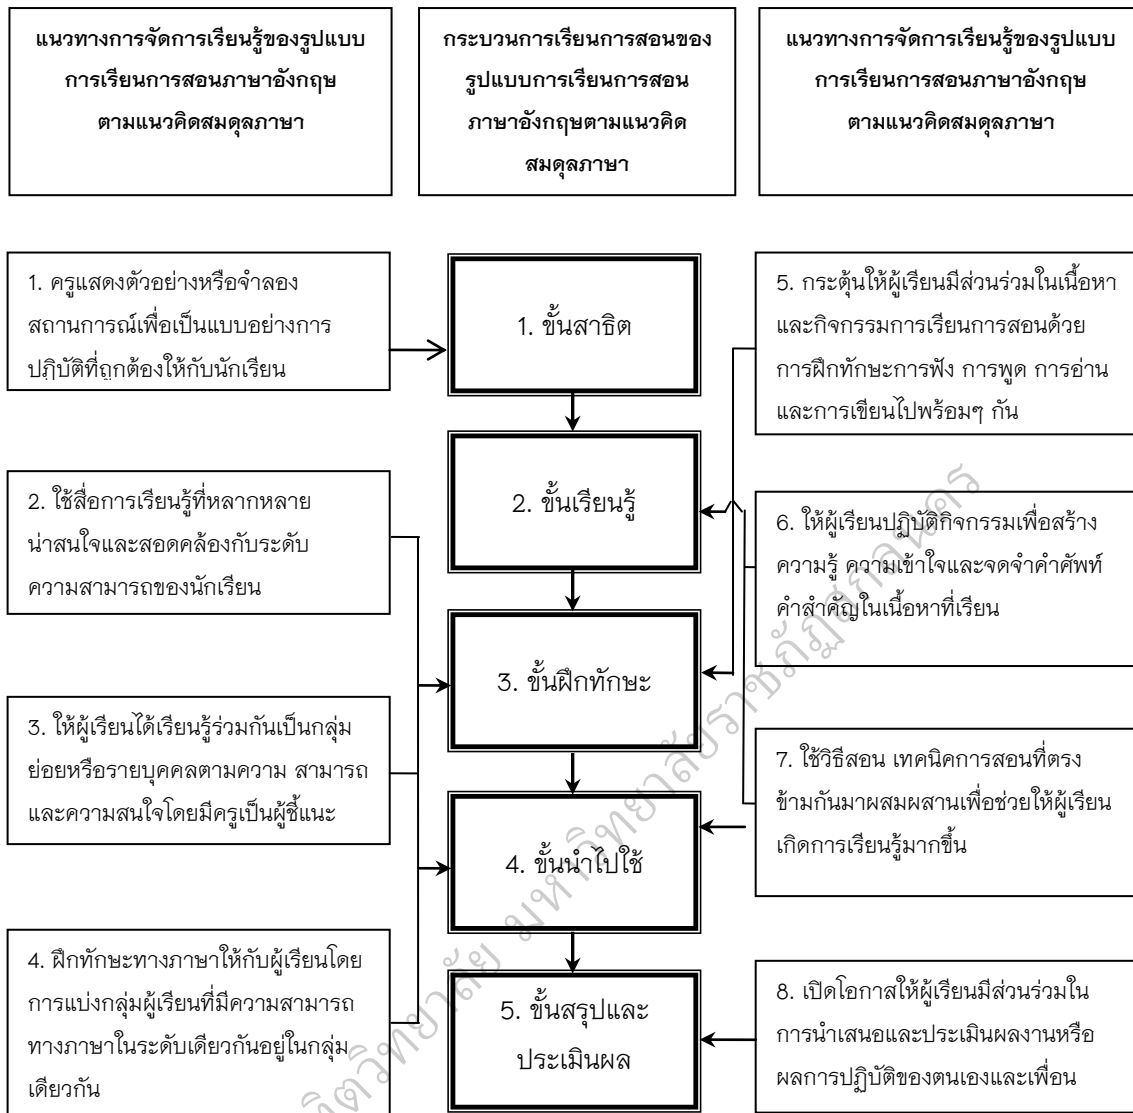 แนวทางการจัดการเรียนรู้ของรูปแบบ
การเรียนการสอนภาษาอังกฤษ
ตามแนวคิดสมดุลภาษา
กระบวนการเรียนการสอนของ
รูปแบบการเรียนการสอน
ภาษาอังกฤษตามแนวคิด
สมดุลภาษา
แนวทางการจัดการเรียนรู้ของรูปแบบ
การเรียนการสอนภาษาอังกฤษ
ตามแนวคิดสมดุลภาษา
1. ครูแสดงตัวอย่างหรือจำลอง
สถานการณ์เพื่อเป็นแบบอย่างการ
ปฏิบัติที่ถูกต้องให้กับนักเรียน
2. ใช้สื่อการเรียนรู้ที่หลากหลาย
น่าสนใจและสอดคล้องกับระดับ
ความสามารถของนักเรียน
3. ให้ผู้เรียนได้เรียนรู้ร่วมกันเป็นกลุ่ม
ย่อยหรือรายบุคคลตามความ สามารถ
และความสนใจโดยมีครูเป็นผู้ชี้แนะ
4. ฝึกทักษะทางภาษาให้กับผู้เรียนโดย
การแบ่งกลุ่มผู้เรียนที่มีความสามารถ
ทางภาษาในระดับเดียวกันอยู่ในกลุ่ม
เดียวกัน
1. ขั้นสาธิต
2. ขั้นเรียนรู้
3. ขั้นฝึกทักษะ
4. ขั้นนำไปใช้
5. ขั้นสรุปและ
ประเมินผล
5. กระตุ้นให้ผู้เรียนมีส่วนร่วมในเนื้อหา
และกิจกรรมการเรียนการสอนด้วย
การฝึกทักษะการฟัง การพูด การอ่าน
และการเขียนไปพร้อมๆ กัน
6. ให้ผู้เรียนปฏิบัติกิจกรรมเพื่อสร้าง
ความรู้ ความเข้าใจและจดจำคำศัพท์
คำสำคัญในเนื้อหาที่เรียน
7. ใช้วิธีสอน เทคนิคการสอนที่ตรง
ข้ามกันมาผสมผสานเพื่อช่วยให้ผู้เรียน
เกิดการเรียนรู้มากขึ้น
8. เปิดโอกาสให้ผู้เรียนมีส่วนร่วมใน
การนำเสนอและประเมินผลงานหรือ
ผลการปฏิบัติของตนเองและเพื่อน
ฑิตวิทยาลัย มหาวิทยาลัยราชภัฏสกลนคร